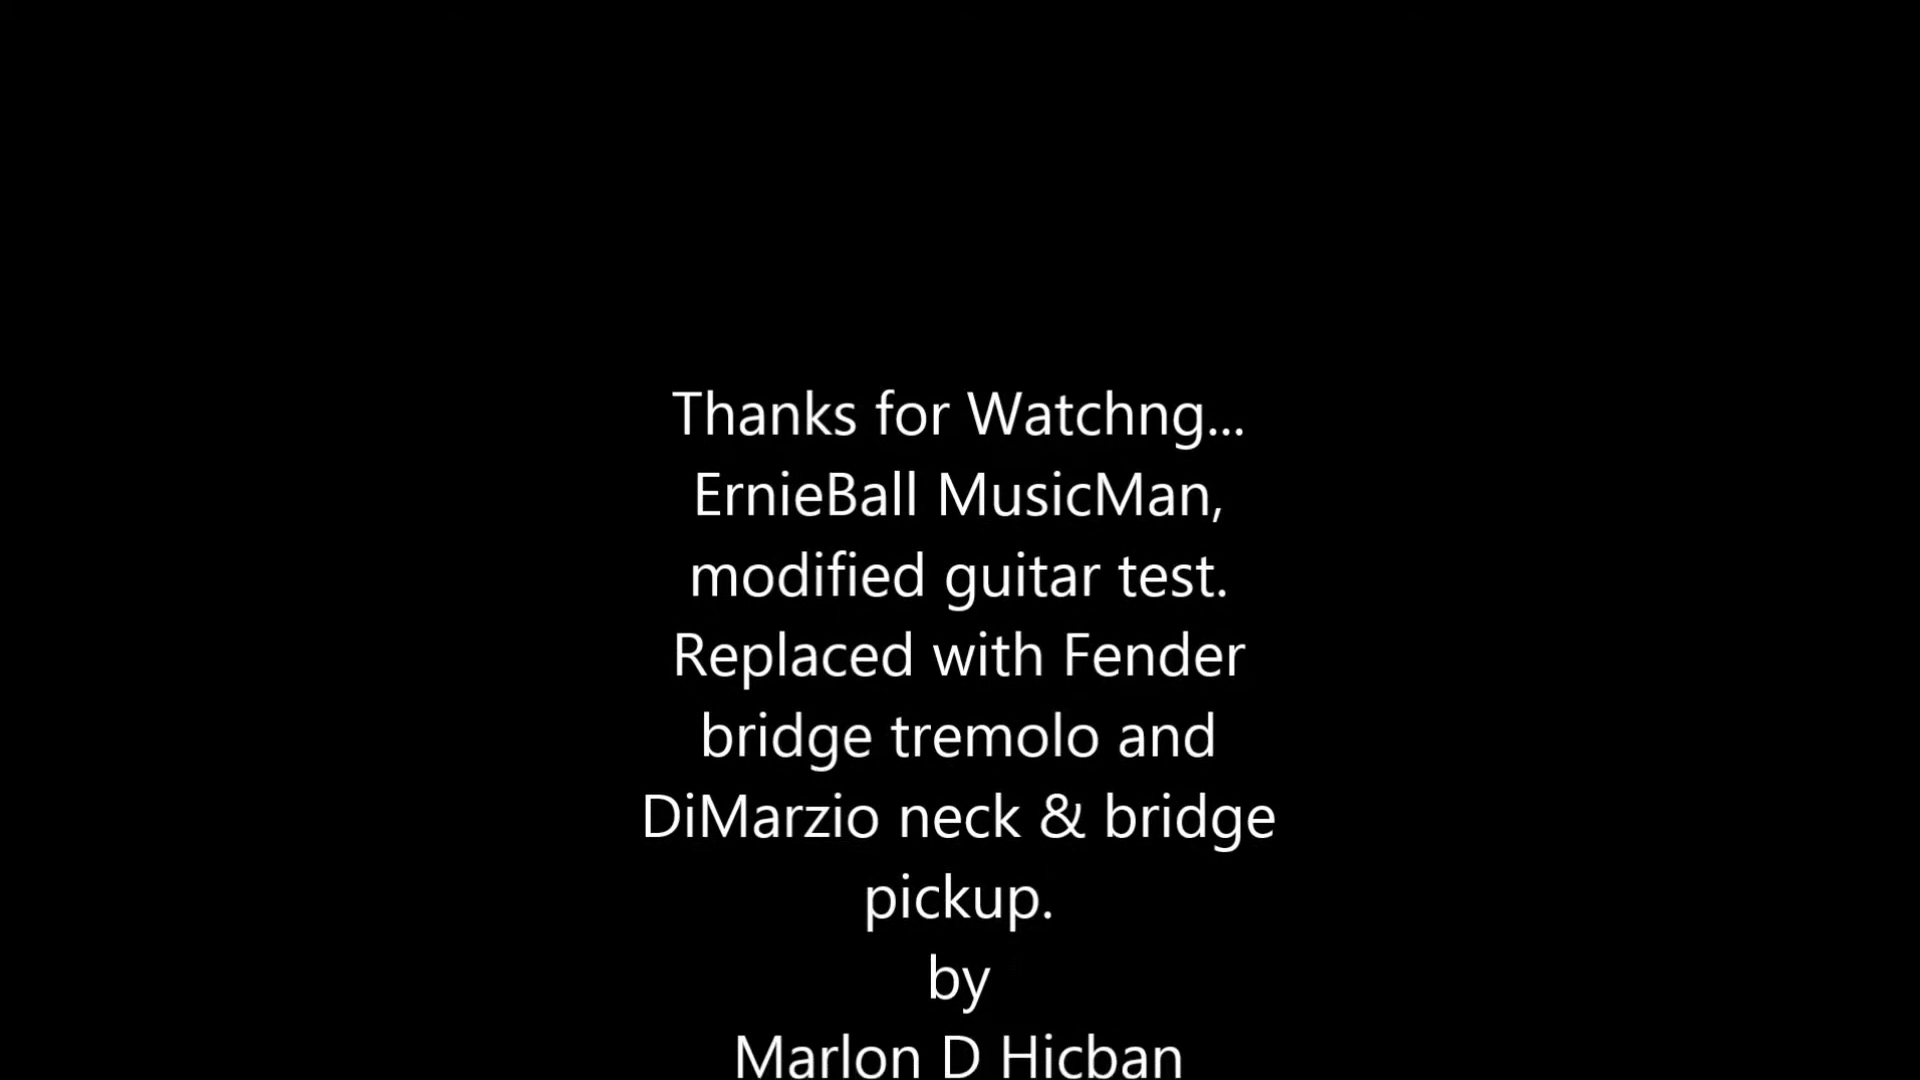 Thanks for Watchng...
ErnieBall MusicMan,
modified guitar test.
Replaced with Fender
bridge tremolo and
DiMarzio neck & bridge
pickup.
by
Marlon D Hicban